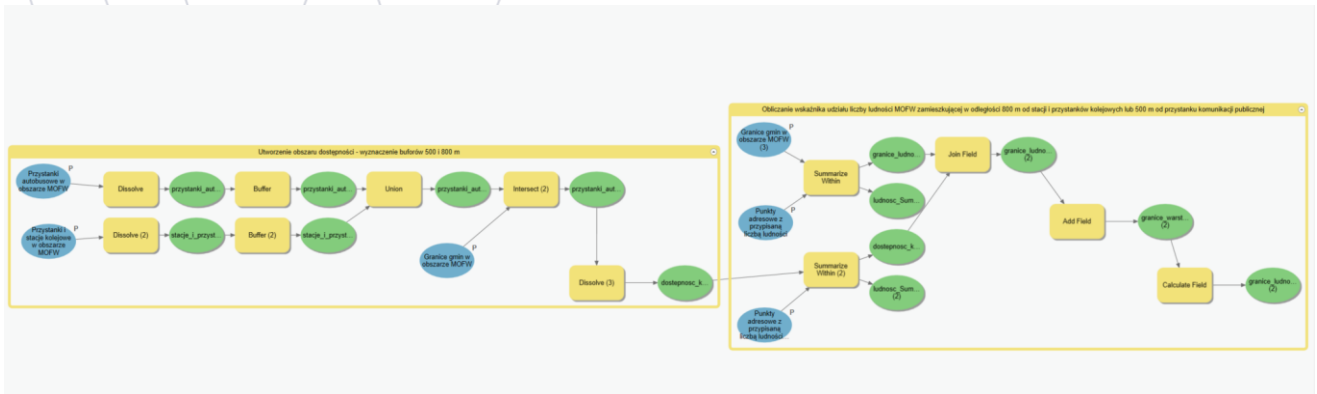 Obliczanie wskaźnika udziału liczby ludności MOFW zamieszkującej w odległości 800 m od stacji i przystanków kolejowych lub 500 m od przystanku komunikacji publicznej
Utworzenie obszaru dostępności - wyznaczenie buforów 500 i 800 m
P
Przystanki
autobusowe w
obszarze MOFW
Dissolve
przystanki_aut...
Buffer
przystanki_aut...
Union
przystanki_aut...
Intersect (2)
przystanki_aut...
P
Przystanki i
stacje kolejowe
w obszarze
MOFW
Dissolve (2)
stacje_i_przyst...
Buffer (2)
stacje_i_przyst...
P
Granice gmin w
obszarze MOFW
Dissolve (3)
dostepnosc_k...
P
Granice gmin w
obszarze MOFW
(3)
Summarize
Within
granice_ludno...
ludnosc_Sum...
Join Field
granice_ludno...
(2)
P
Punkty
adresowe z
przypisaną
liczbą ludności
Add Field
granice_warst...
(2)
Summarize
Within (2)
dostepnosc_k...
ludnosc_Sum...
(2)
Calculate Field
granice_ludno...
(2)
P
Punkty
adresowe z
przypisaną
liczbą ludności...